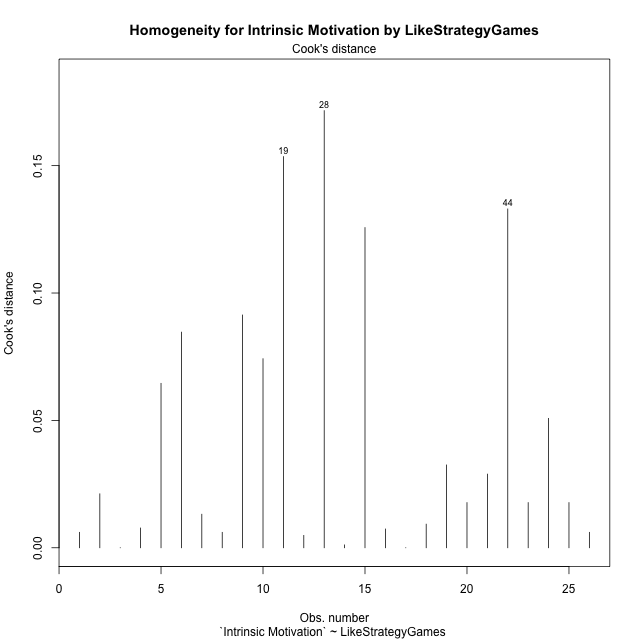 Homogeneity for Intrinsic Motivation by LikeStrategyGames
Cook's distance
Cook's distance
0.15
0.10
0.05
0.00
19
28
44
0 5 10 15 20 25
Obs. number
`Intrinsic Motivation` ~ LikeStrategyGames